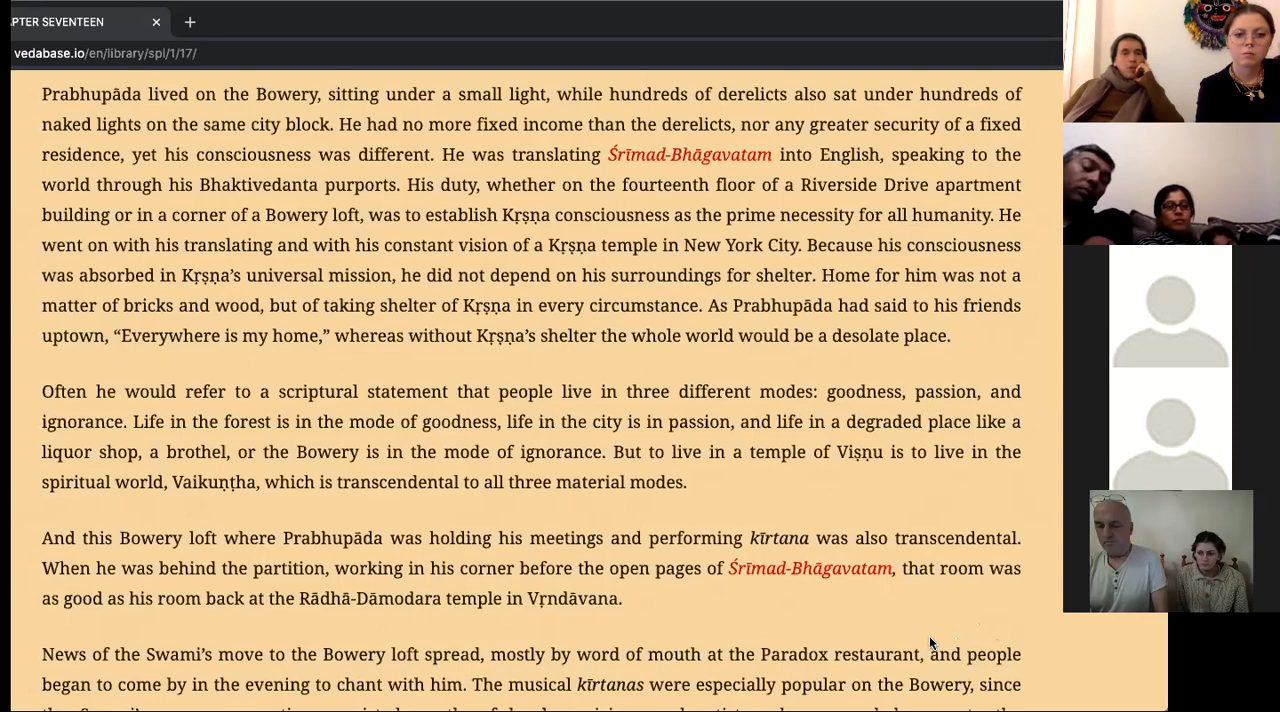 PTER SEVENTEEN
vedabase.io/en/library/spl/1/17/
Prabhupāda lived on the Bowery, sitting under a small light, while hundreds of derelicts also sat under hundreds of
naked lights on the same city block. He had no more fixed income than the derelicts, nor any greater security of a fixed
residence, yet his consciousness was different. He was translating Śrīmad-Bhāgavatam into English, speaking to the
world through his Bhaktivedanta purports. His duty, whether on the fourteenth floor of a Riverside Drive apartment
building or in a corner of a Bowery loft, was to establish Kṛṣṇa consciousness as the prime necessity for all humanity. He
went on with his translating and with his constant vision of a Kṛṣṇa temple in New York City. Because his consciousness
was absorbed in Kṛṣṇa’s universal mission, he did not depend on his surroundings for shelter. Home for him was not a
matter of bricks and wood, but of taking shelter of Kṛṣṇa in every circumstance. As Prabhupāda had said to his friends
uptown, “Everywhere is my home,” whereas without Kṛṣṇa’s shelter the whole world would be a desolate place.
Often he would refer to a scriptural statement that people live in three different modes: goodness, passion, and
ignorance. Life in the forest is in the mode of goodness, life in the city is in passion, and life in a degraded place like a
liquor shop, a brothel, or the Bowery is in the mode of ignorance. But to live in a temple of Viṣṇu is to live in the
spiritual world, Vaikuṇṭha, which is transcendental to all three material modes.
And this Bowery loft where Prabhupāda was holding his meetings and performing kīrtana was also transcendental.
When he was behind the partition, working in his corner before the open pages of Śrīmad-Bhāgavatam, that room was
as good as his room back at the Rādhā-Dāmodara temple in Vṛndāvana.
News of the Swami’s move to the Bowery loft spread, mostly by word of mouth at the Paradox restaurant, and people
began to come by in the evening to chant with him. The musical kīrtanas were especially popular on the Bowery, since